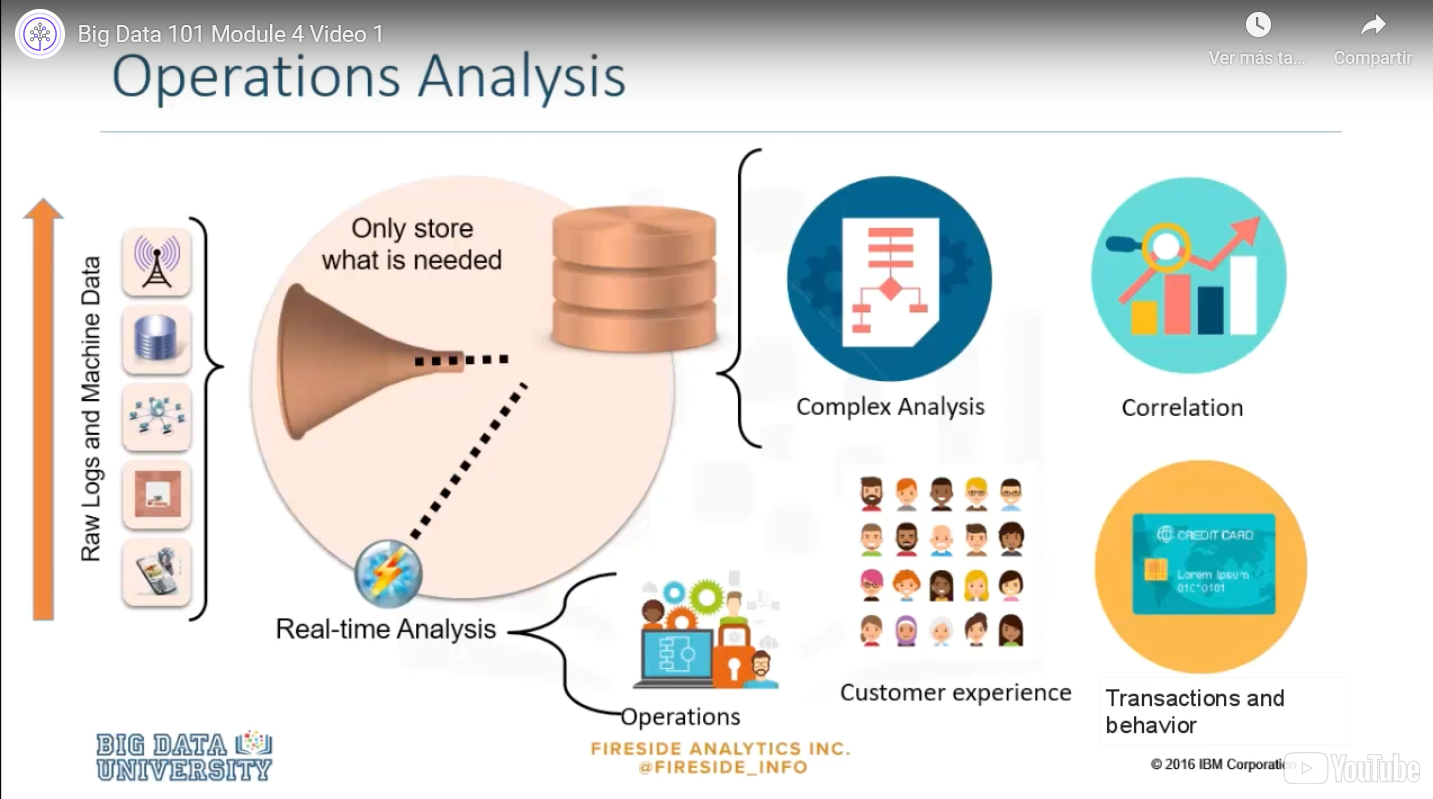 Big Data 101 Module 4 Video 1
Ver más ta...
Compartir
Operations Analysis
Raw Logs and Machine Data
Only store
what is needed
Real-time Analysis
Complex Analysis
Correlation
CREDIT CARD
Lorem Ipsum
Operations
Customer experience
Transactions and
behavior
BIG DATA
UNIVERSITY
FIRESIDE ANALYTICS INC.
@FIRESIDE_INFO
© 2016 IBM Corporation
YouTube